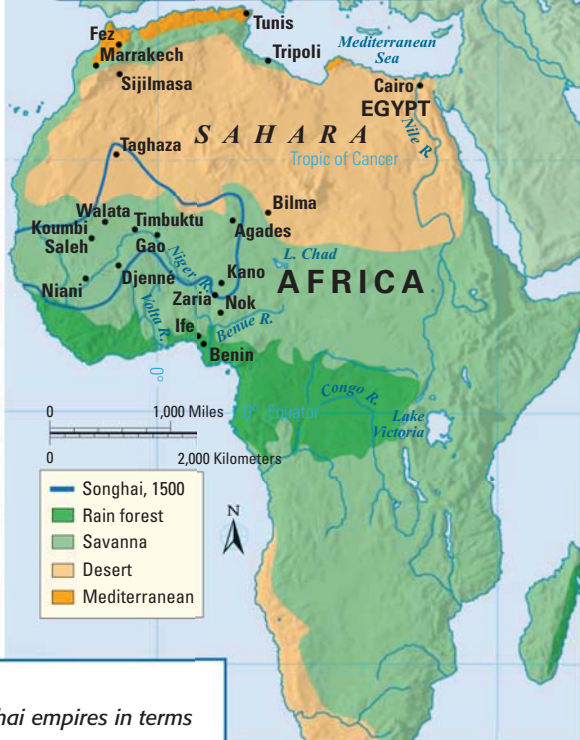 Tunis
Fez
Mediterranean
Sea
Marrakech
Tripoli
Sijilmasa
Cairo
EGYPT
SAHARA
Nile R.
Taghaza
Tropic of Cancer
Bilma
Walata
Timbuktu
Koumbi
Saleh
Gao
Agades
L. Chad
Niger R.
Djenné
Kano
AFRICA
Niani
Zaria
Nok
Volta R.
Ife
Benue R.
Benin
0°
Congo R.
0 1,000 Miles
0° Equator
Lake
Victoria
0 2,000 Kilometers
Songhai, 1500
Rain forest
Savanna
Desert
Mediterranean
N
hai empires in terms